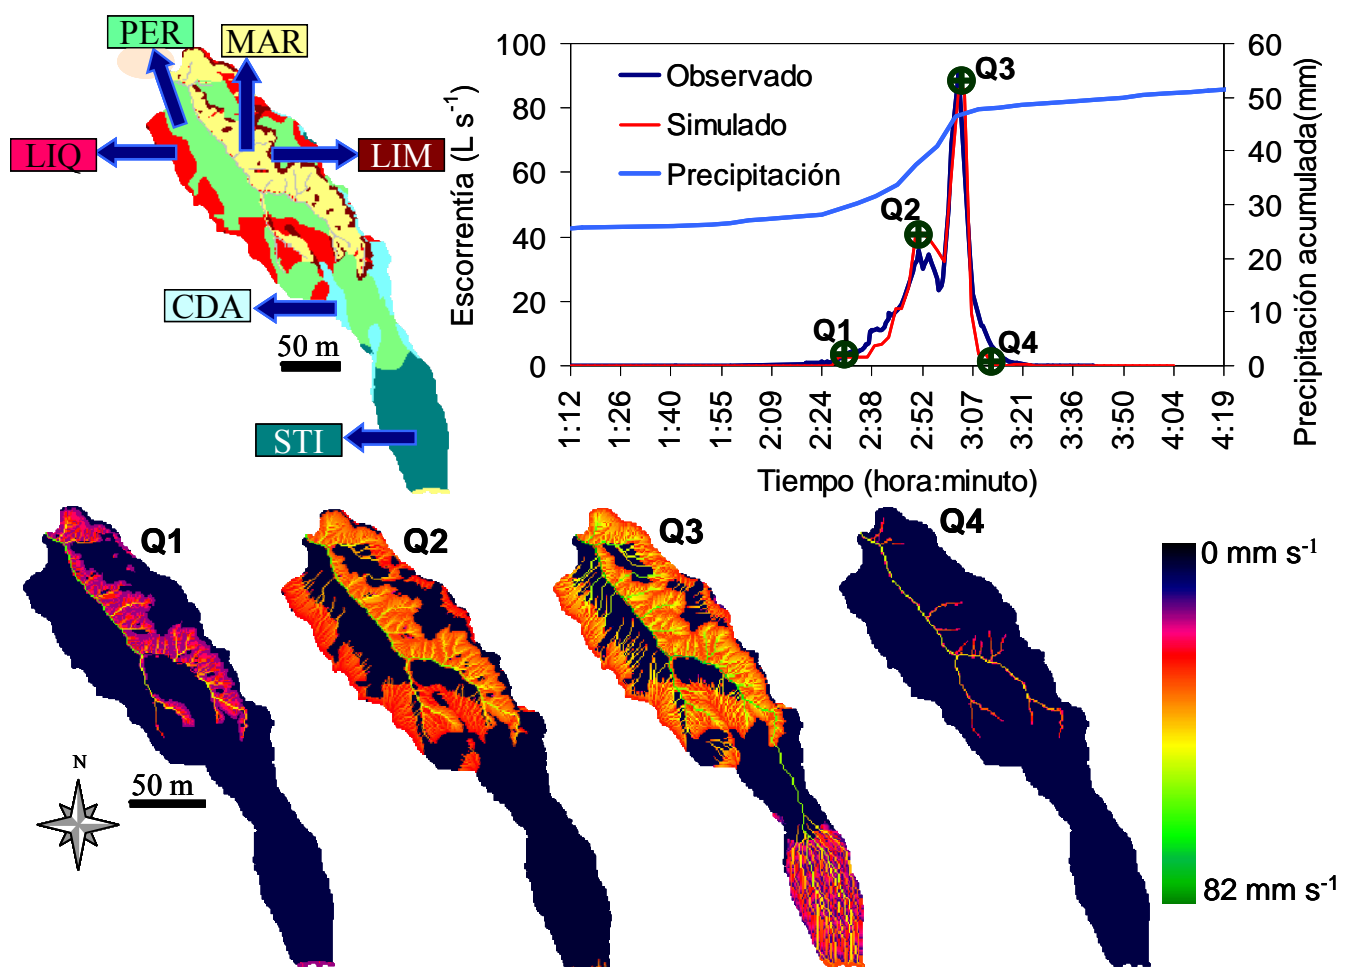 PER
MAR
LIQ
LIM
CDA
50 m
STI
Escorrentía (L s-1)
100
80
60
40
20
0
Observado
Simulado
Precipitación
Q1
Q2
Q3
Q4
60
50
40
30
20
10
0
Precipitación acumulada(mm)
1:12
1:26
1:40
1:55
2:09
2:24
2:38
2:52
3:07
3:21
3:36
3:50
4:04
4:19
Tiempo (hora:minuto)
Q1
Q2
Q3
Q4
N
50 m
0 mm s-1
82 mm s-1